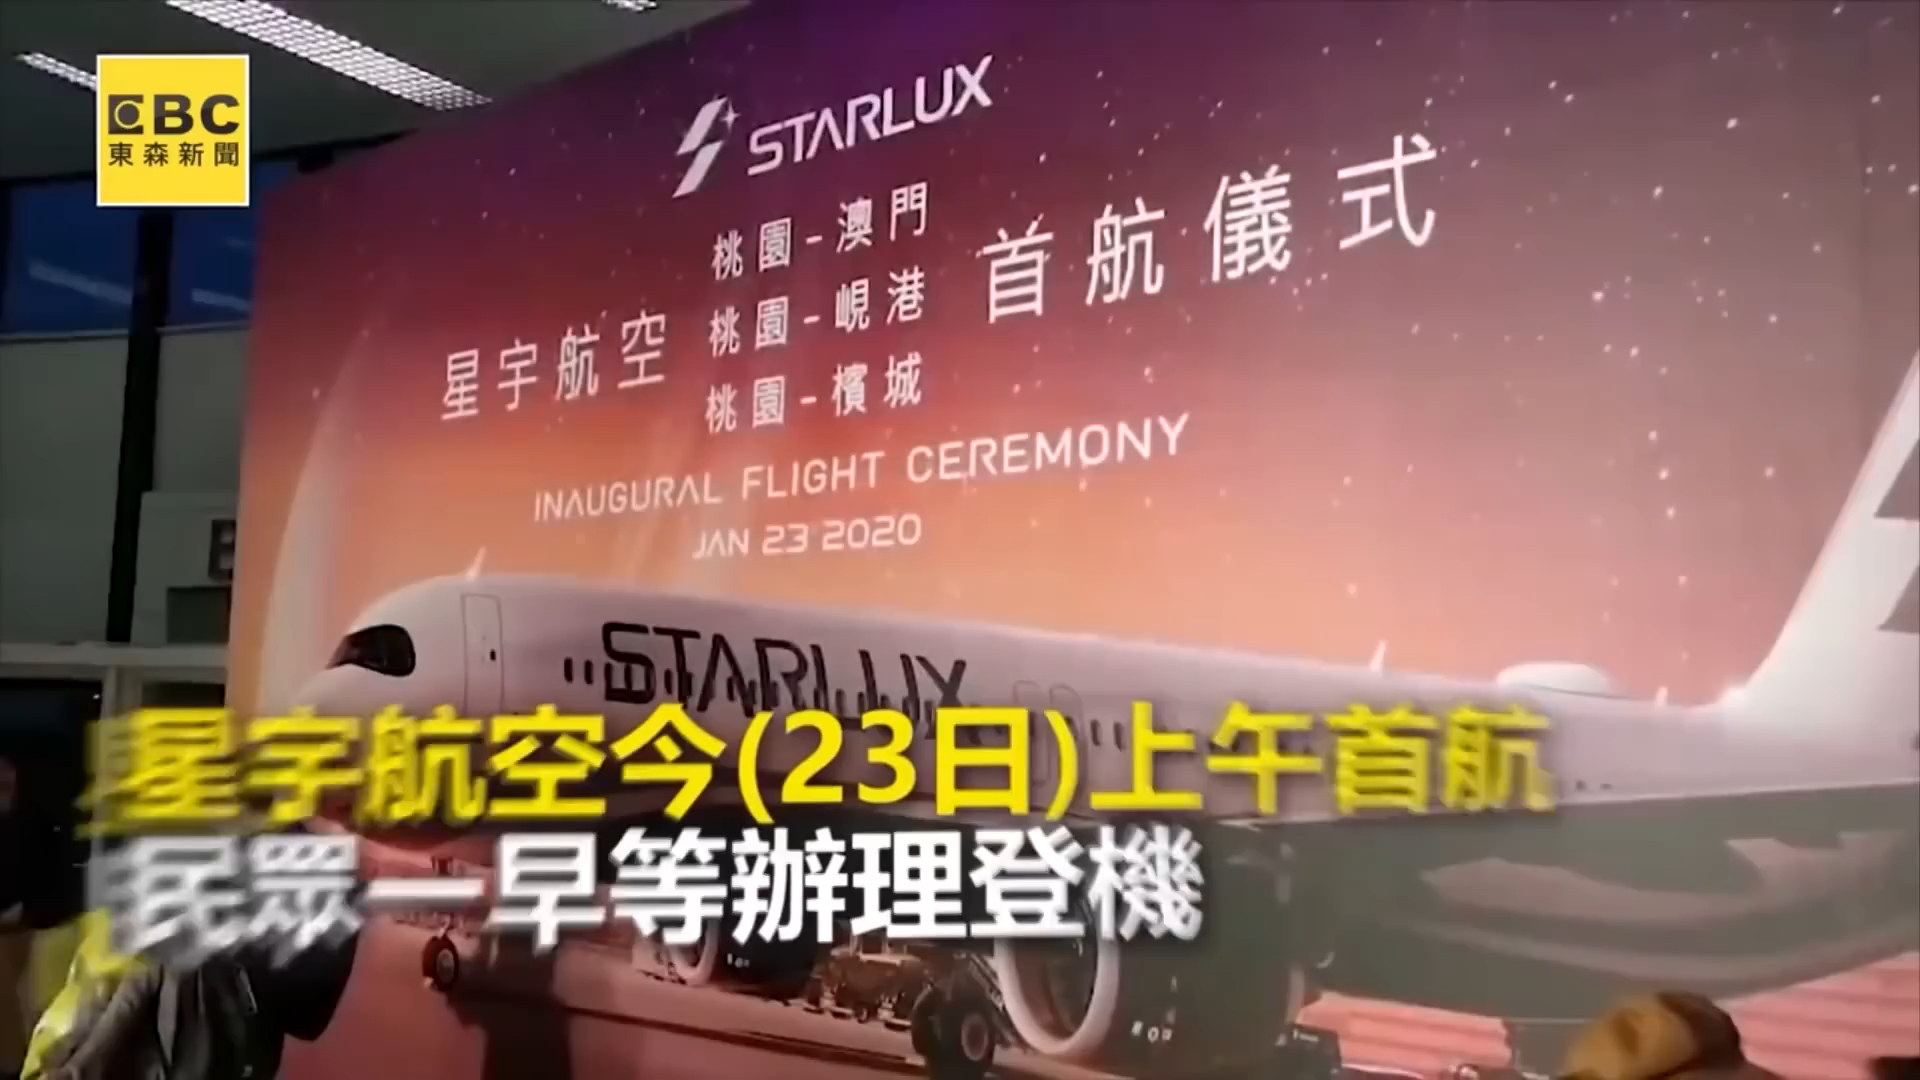 EBC
東森新聞
STARLUX
桃園-澳門
桃園-峴港
桃園-檳城
星宇航空
首航儀式
INAUGURAL FLIGHT CEREMONY
JAN 23 2020
STARLUX
星宇航空今(23日)上午首航
民眾一早等辦理登機